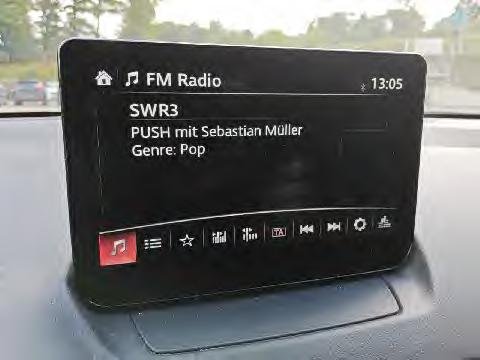 FM Radio
13:05
SWR3
PUSH mit Sebastian Müller
Genre: Pop
TA